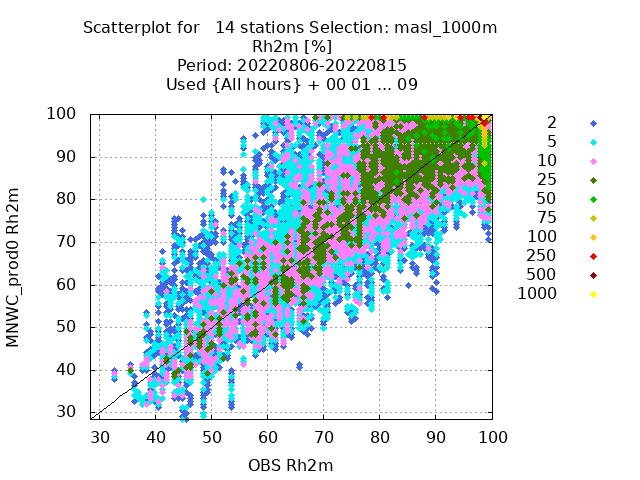 Scatterplot for   14 stations Selection: masl_1000m
Rh2m [%]
Period: 20220806-20220815
Used {All hours} + 00 01 ... 09
100
90
80
70
60
50
40
30
MNWC_prod0 Rh2m
30 40 50 60 70 80 90 100
OBS Rh2m
2
5
10
25
50
75
100
250
500
1000